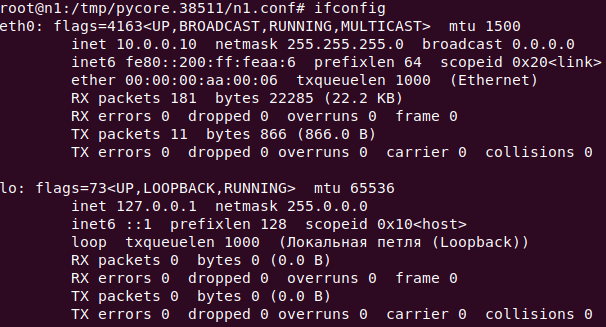 root@n1:/tmp/pycore.38511/n1.conf# ifconfig
eth0: flags=4163<UP,BROADCAST,RUNNING,MULTICAST>  mtu 1500
        inet 10.0.0.10  netmask 255.255.255.0  broadcast 0.0.0.0
        inet6 fe80::200:ff:feaa:6  prefixlen 64  scopeid 0x20<link>
        ether 00:00:00:aa:00:06  txqueuelen 1000  (Ethernet)
        RX packets 181  bytes 22285 (22.2 KB)
        RX errors 0  dropped 0  overruns 0  frame 0
        TX packets 11  bytes 866 (866.0 B)
        TX errors 0  dropped 0 overruns 0  carrier 0  collisions 0
lo: flags=73<UP,LOOPBACK,RUNNING>  mtu 65536
        inet 127.0.0.1  netmask 255.0.0.0
        inet6 ::1  prefixlen 128  scopeid 0x10<host>
        loop  txqueuelen 1000  (Локальная петля (Loopback))
        RX packets 0  bytes 0 (0.0 B)
        RX errors 0  dropped 0  overruns 0  frame 0
        TX packets 0  bytes 0 (0.0 B)
        TX errors 0  dropped 0 overruns 0  carrier 0  collisions 0